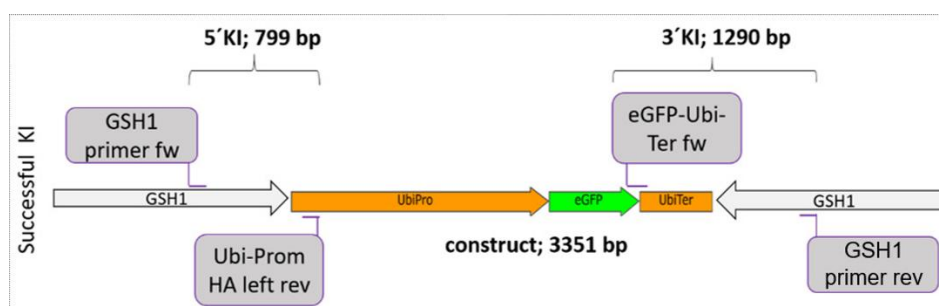 5´KI; 799 bp
3´KI; 1290 bp
Successful KI
GSH1
primer fw
eGFP-Ubi-
Ter fw
GSH1
UbiPro
eGFP
UbiTer
GSH1
Ubi-Prom
HA left rev
construct; 3351 bp
GSH1
primer rev